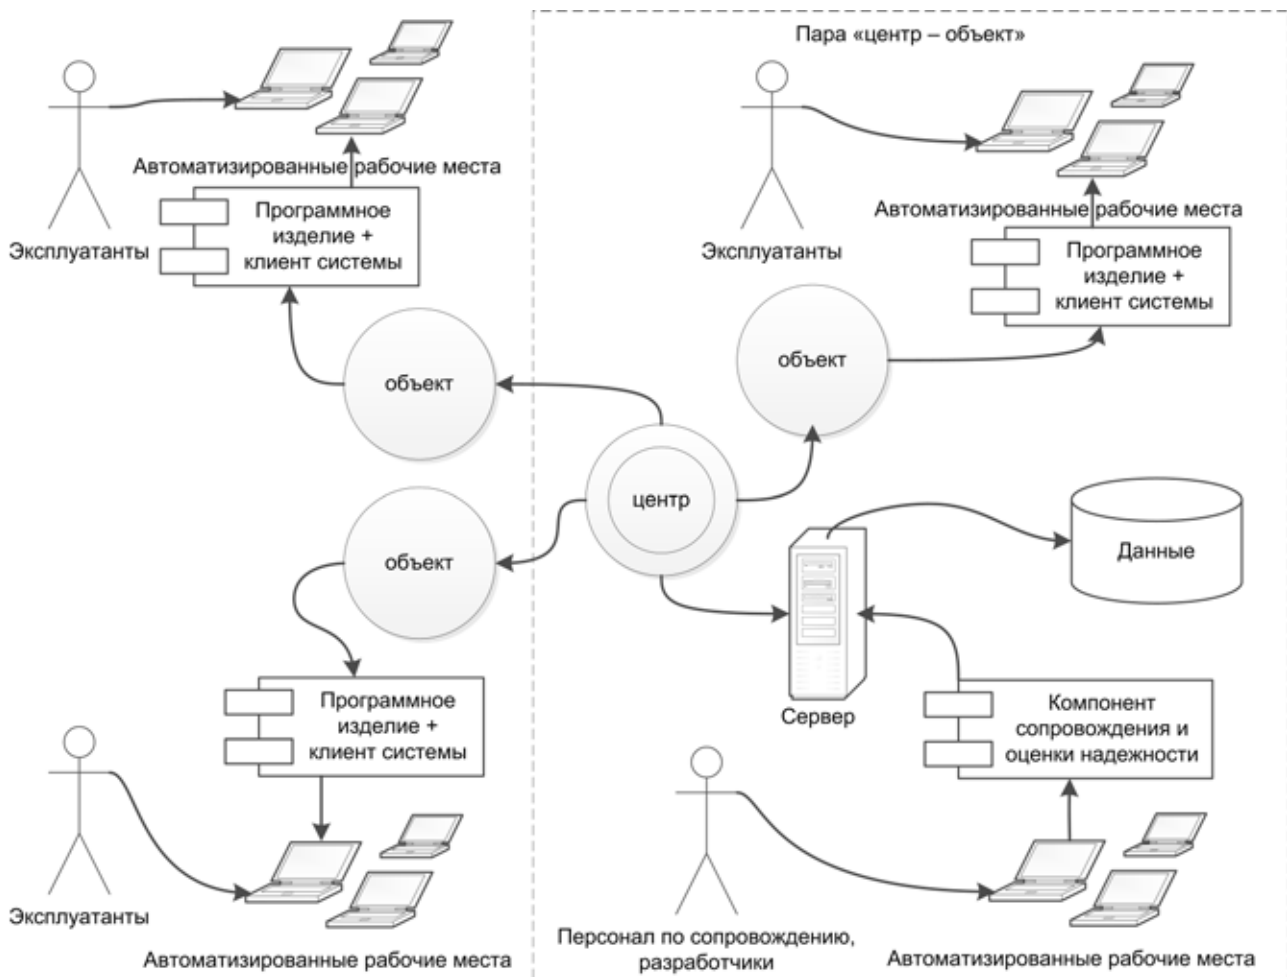 Пара «центр – объект»
Автоматизированные рабочие места
Программное
изделие +
клиент системы
Эксплуатанты
Автоматизированные рабочие места
Программное
изделие +
клиент системы
Эксплуатанты
объект
объект
центр
объект
Данные
Сервер
Программное
изделие +
клиент системы
Компонент
сопровождения и
оценки надежности
Эксплуатанты
Автоматизированные рабочие места
Персонал по сопровождению,
разработчики
Автоматизированные рабочие места